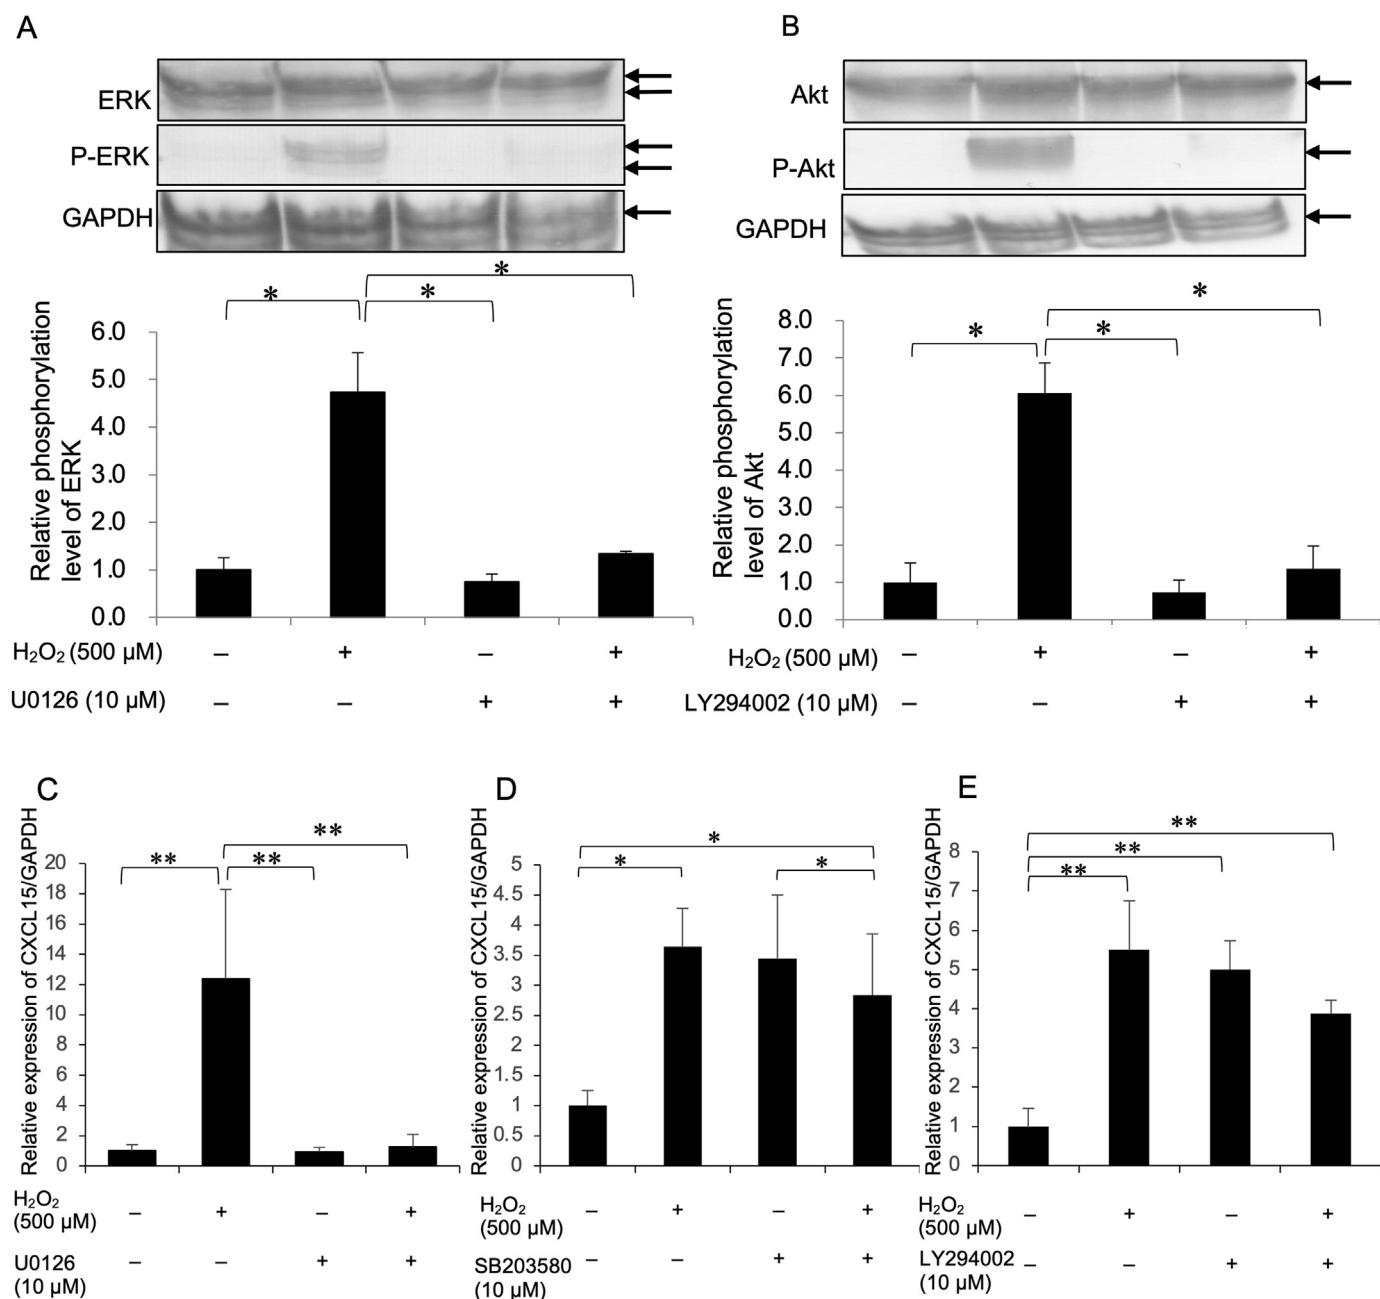 A
B
ERK
P-ERK
GAPDH
Akt
P-Akt
GAPDH
* * *
* * *
Relative phosphorylation
level of ERK
6.0
5.0
4.0
3.0
2.0
1.0
0.0
H₂O₂ (500 µM) – + – +
U0126 (10 µM) – – + +
Relative phosphorylation
level of Akt
8.0
7.0
6.0
5.0
4.0
3.0
2.0
1.0
0.0
H₂O₂ (500 µM) – + – +
LY294002 (10 µM) – – + +
C
Relative expression of CXCL15/GAPDH
** ** **
20
18
16
14
12
10
8
6
4
2
0
H₂O₂
(500 µM) – + – +
U0126
(10 µM) – – + +
D
Relative expression of CXCL15/GAPDH
* * *
5
4.5
4
3.5
3
2.5
2
1.5
1
0.5
0
H₂O₂
(500 µM) – + – +
SB203580
(10 µM) – – + +
E
Relative expression of CXCL15/GAPDH
** ** **
8
7
6
5
4
3
2
1
0
H₂O₂
(500 µM) – + – +
LY294002
(10 µM) – – + +